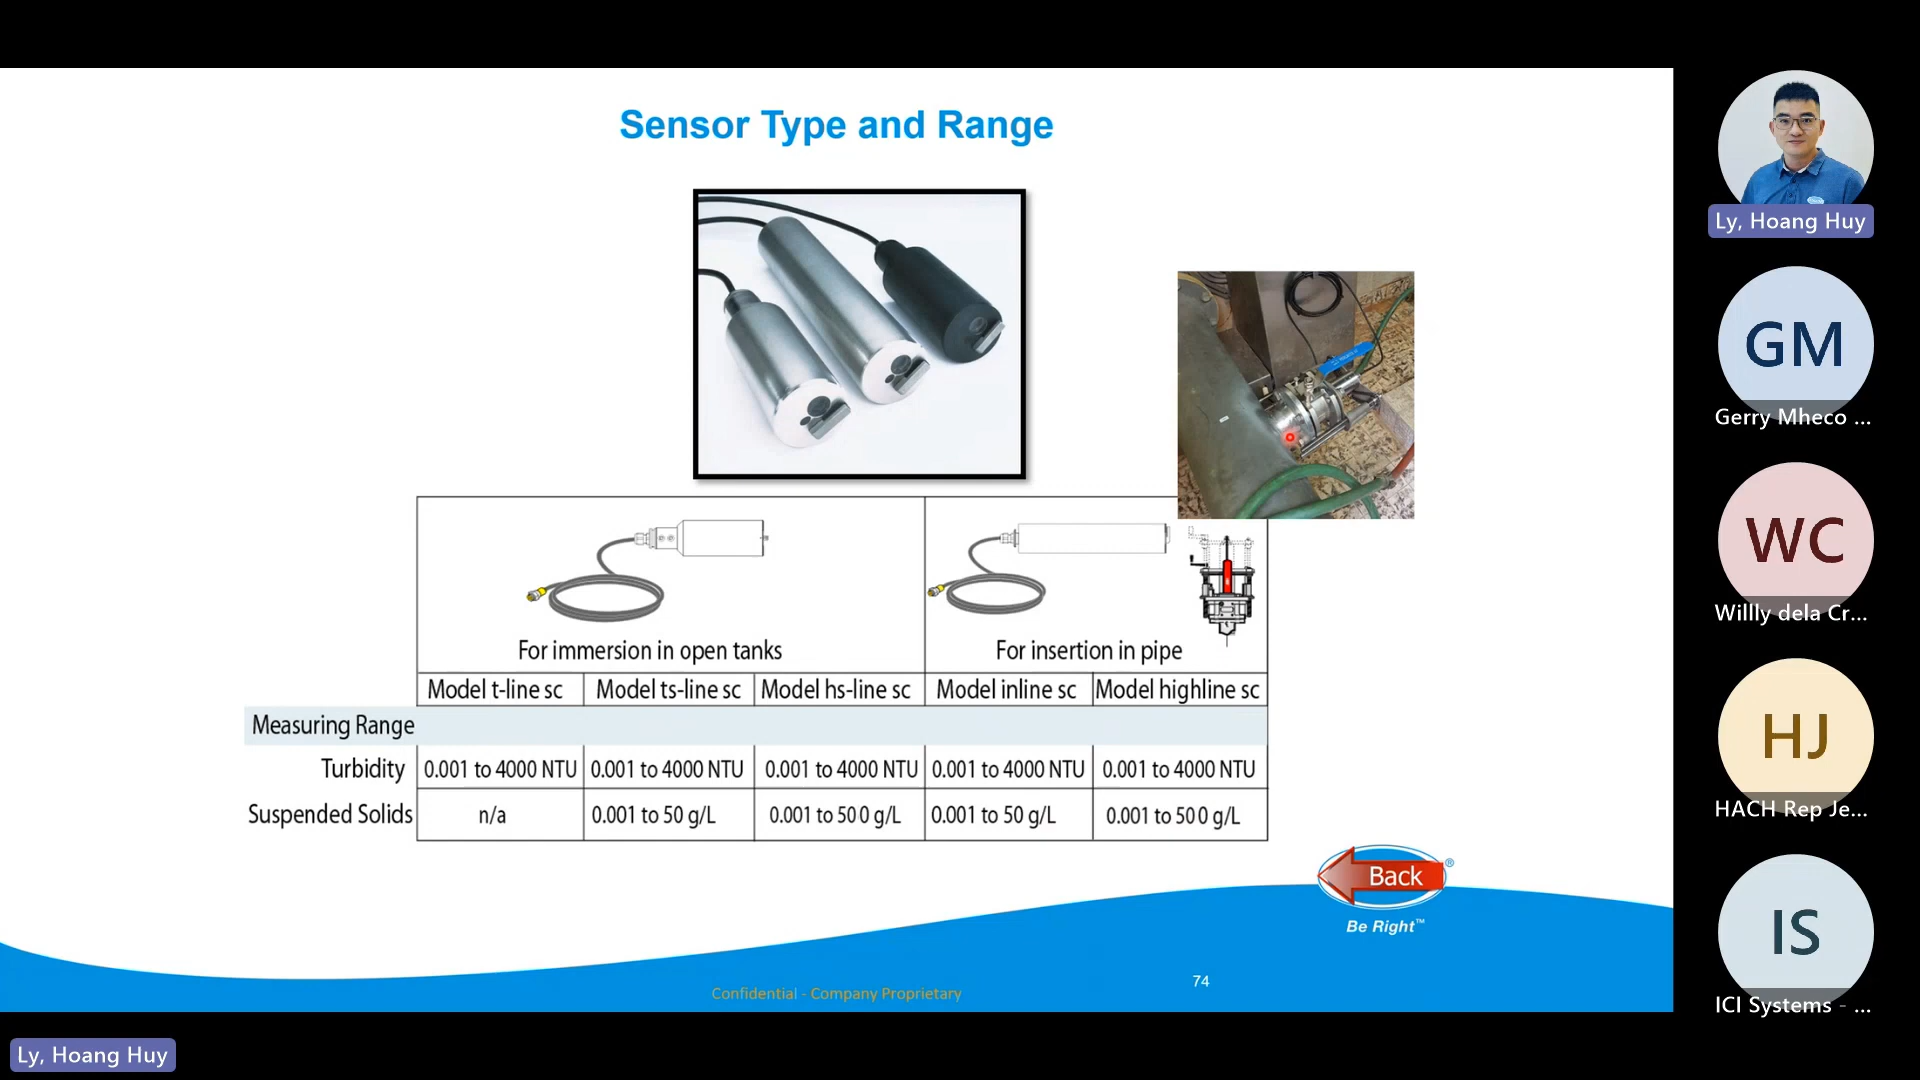 Sensor Type and Range
For immersion in open tanks
For insertion in pipe
Model t-line sc
Model ts-line sc
Model hs-line sc
Model inline sc
Model highline sc
Measuring Range
Turbidity
0.001 to 4000 NTU
0.001 to 4000 NTU
0.001 to 4000 NTU
0.001 to 4000 NTU
0.001 to 4000 NTU
Suspended Solids
n/a
0.001 to 50 g/L
0.001 to 500 g/L
0.001 to 50 g/L
0.001 to 500 g/L
Back
®
Be Right™
74
Confidential - Company Proprietary
Ly, Hoang Huy
GM
Gerry Mheco ...
WC
Willly dela Cr...
HJ
HACH Rep Je...
IS
ICI Systems - ...
Ly, Hoang Huy